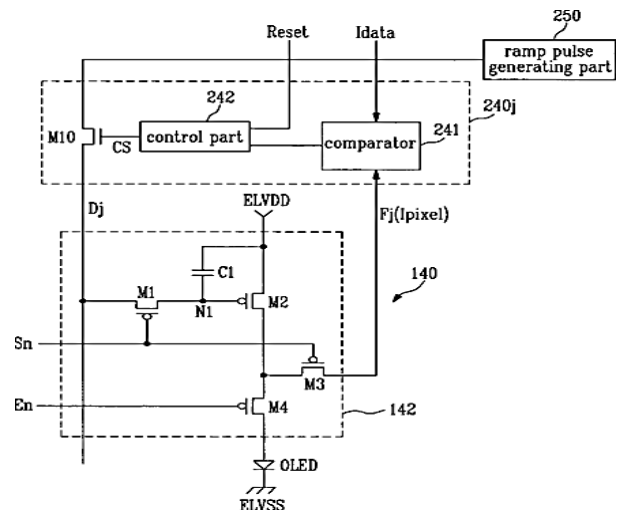 250
Reset
Idata
ramp pulse
generating part
242
240j
M10
CS
control part
comparator
241
Dj
ELVDD
Fj(Ipixel)
C1
140
M1
M2
N1
Sn
M3
En
M4
142
OLED
ELVSS